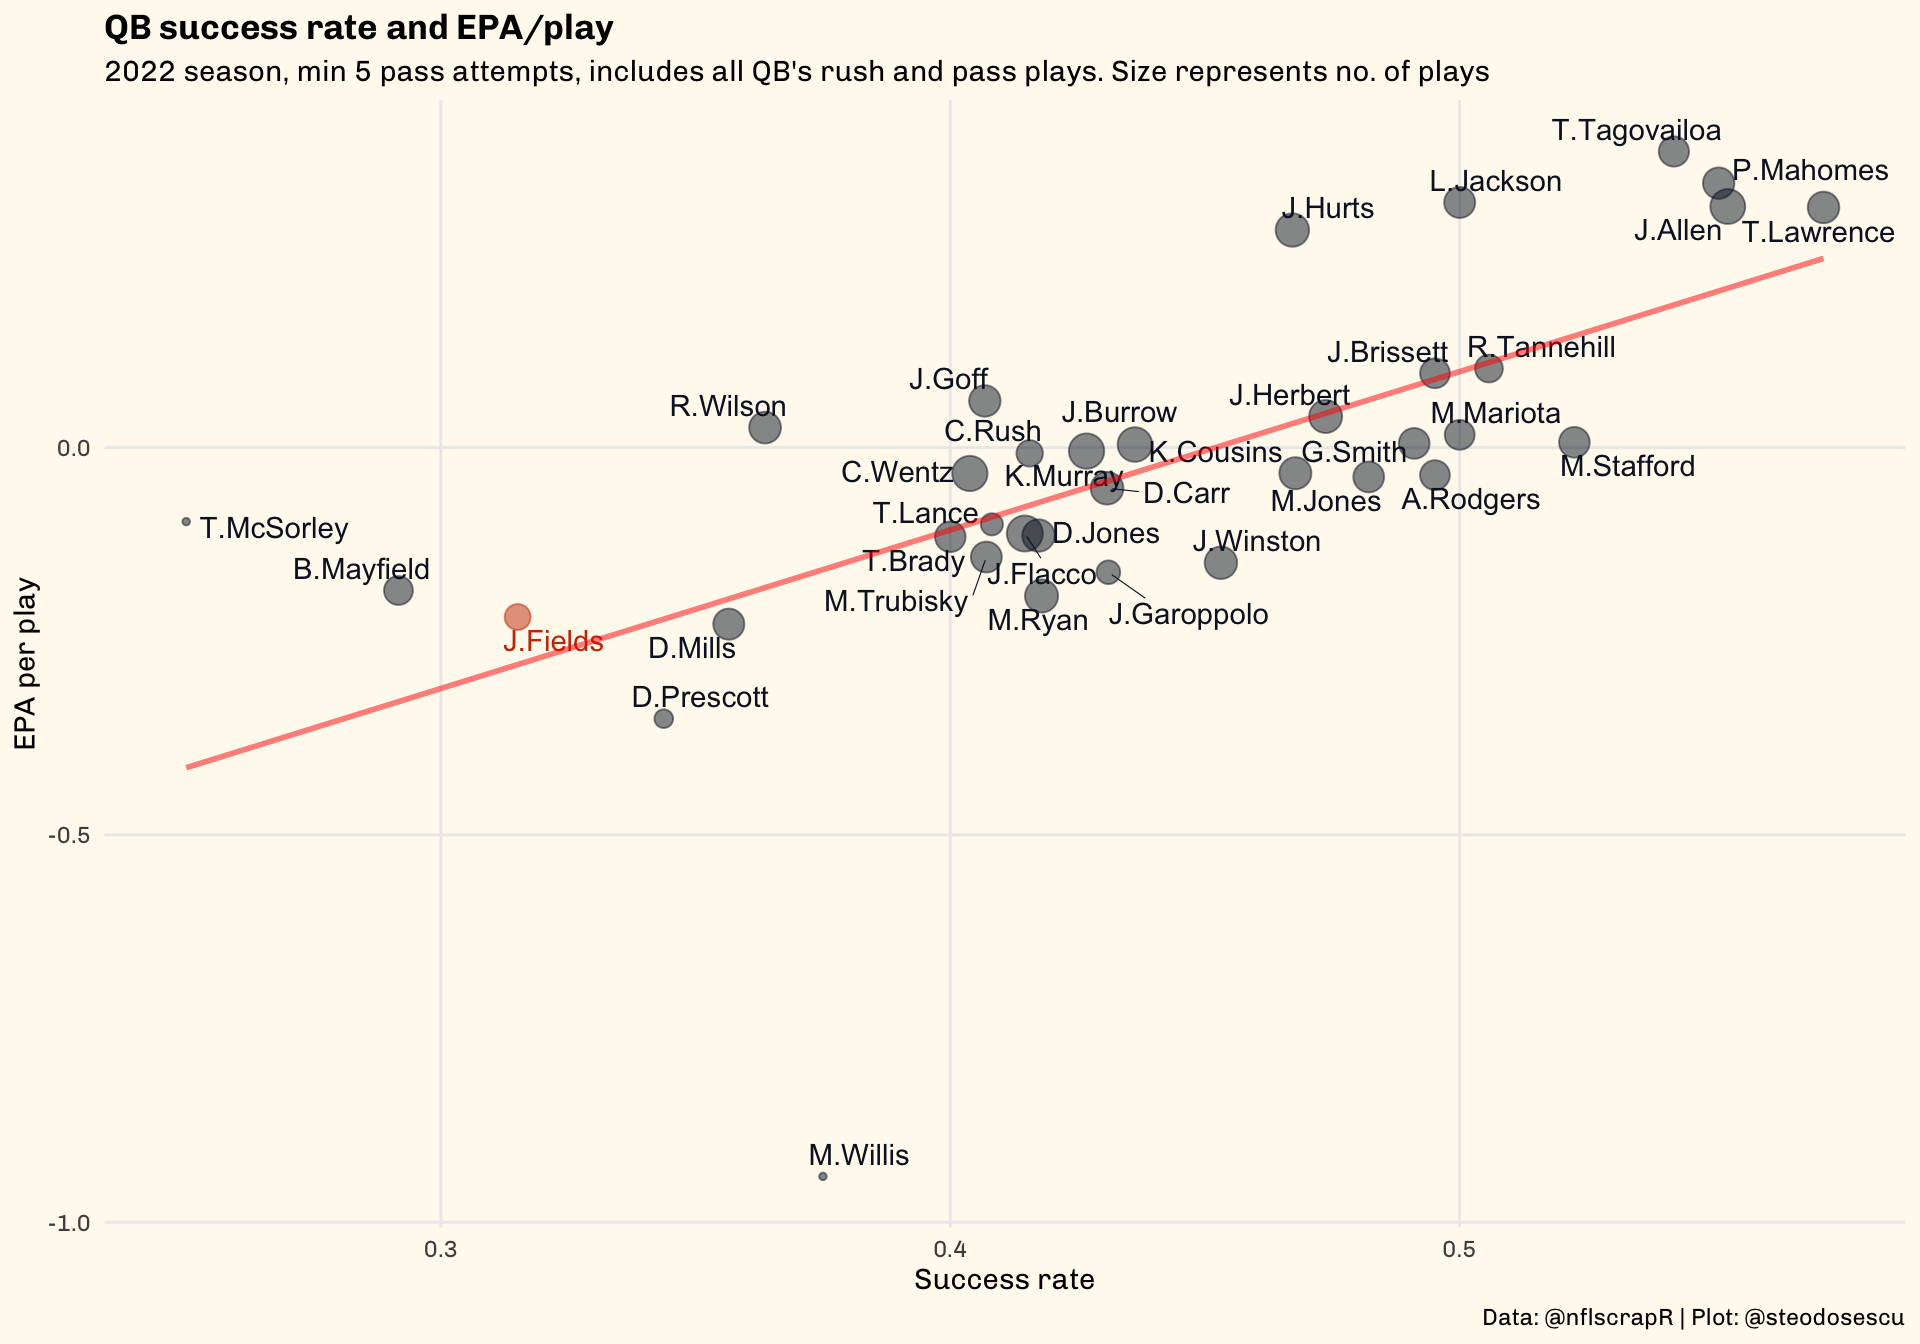 QB success rate and EPA/play
2022 season, min 5 pass attempts, includes all QB's rush and pass plays. Size represents no. of plays
T.Tagovailoa
P.Mahomes
L.Jackson
J.Hurts
J.Allen
T.Lawrence
J.Brissett
R.Tannehill
J.Goff
J.Herbert
R.Wilson
J.Burrow
M.Mariota
C.Rush
0.0
K.Cousins
G.Smith
M.Stafford
C.Wentz
K.Murray
D.Carr
M.Jones
A.Rodgers
T.Lance
T.McSorley
D.Jones
J.Winston
T.Brady
B.Mayfield
J.Flacco
M.Trubisky
J.Garoppolo
M.Ryan
J.Fields
D.Mills
D.Prescott
EPA per play
-0.5
M.Willis
-1.0
0.3
0.4
0.5
Success rate
Data: @nflscrapR | Plot: @steodosescu